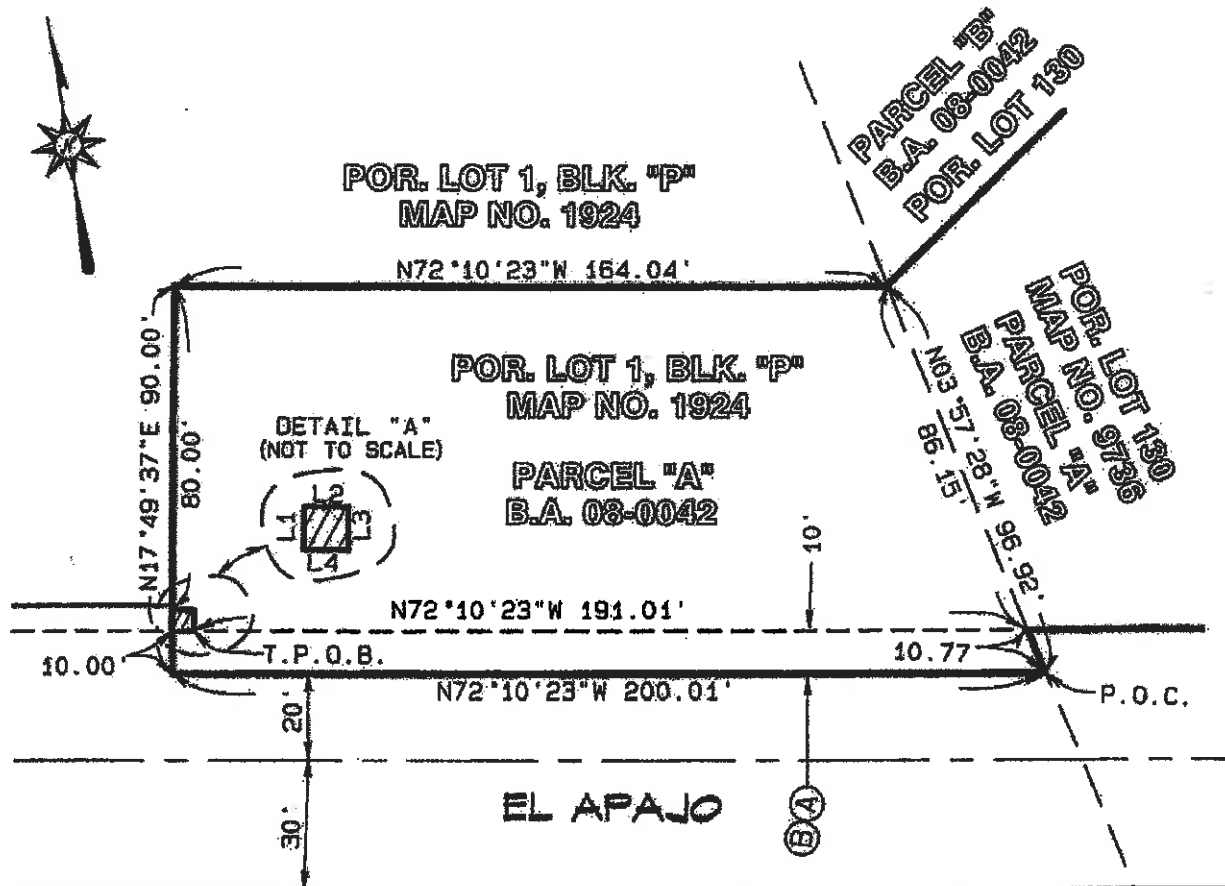 PARCEL "B"
B.A. 08-0042
POR. LOT 130
POR. LOT 1, BLK. "P"
MAP NO. 1924
N72°10'23"W 164.04'
POR. LOT 130
MAP NO. 9736
PARCEL "A"
B.A. 08-0042
N17°49'37"E 90.00'
80.00'
POR. LOT 1, BLK. "P"
MAP NO. 1924
DETAIL "A"
(NOT TO SCALE)
PARCEL "A"
B.A. 08-0042
L1
L2
L3
L4
N03°57'28"W 96.92'
86.15'
10'
N72°10'23"W 191.01'
10.00'
T.P.O.B.
10.77
N72°10'23"W 200.01'
P.O.C.
20'
EL APAJO
30'
B
A